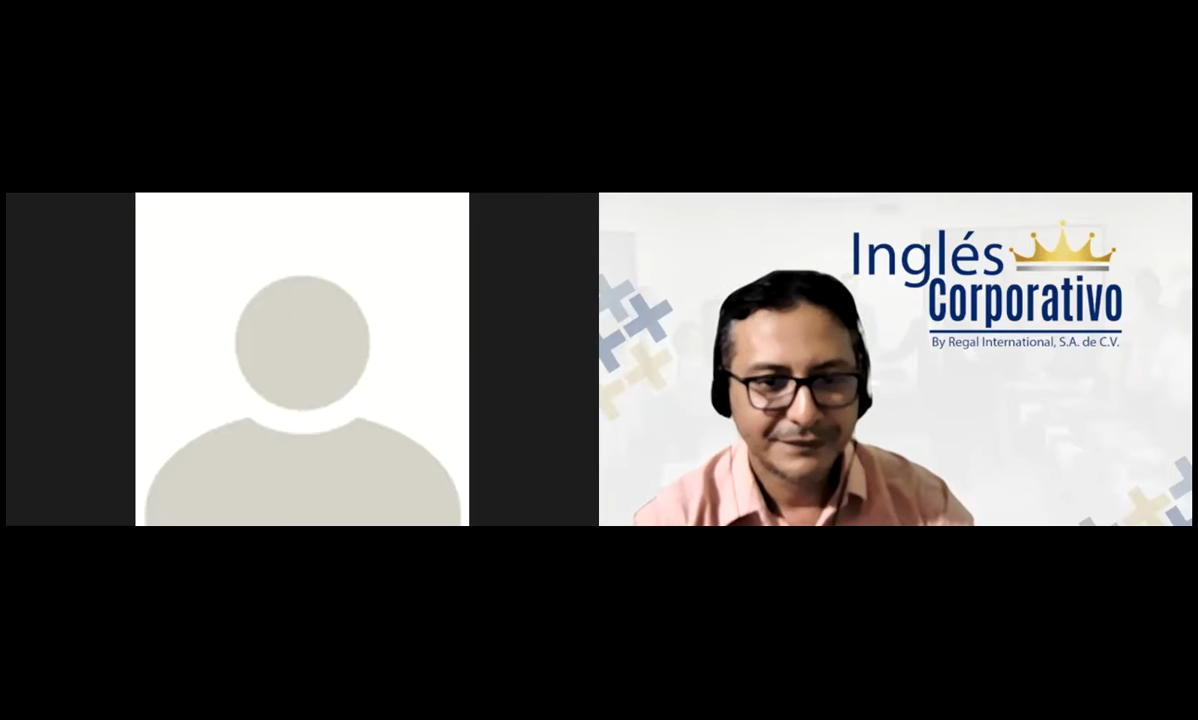 Inglés
Corporativo
By Regal International, S.A. de C.V.